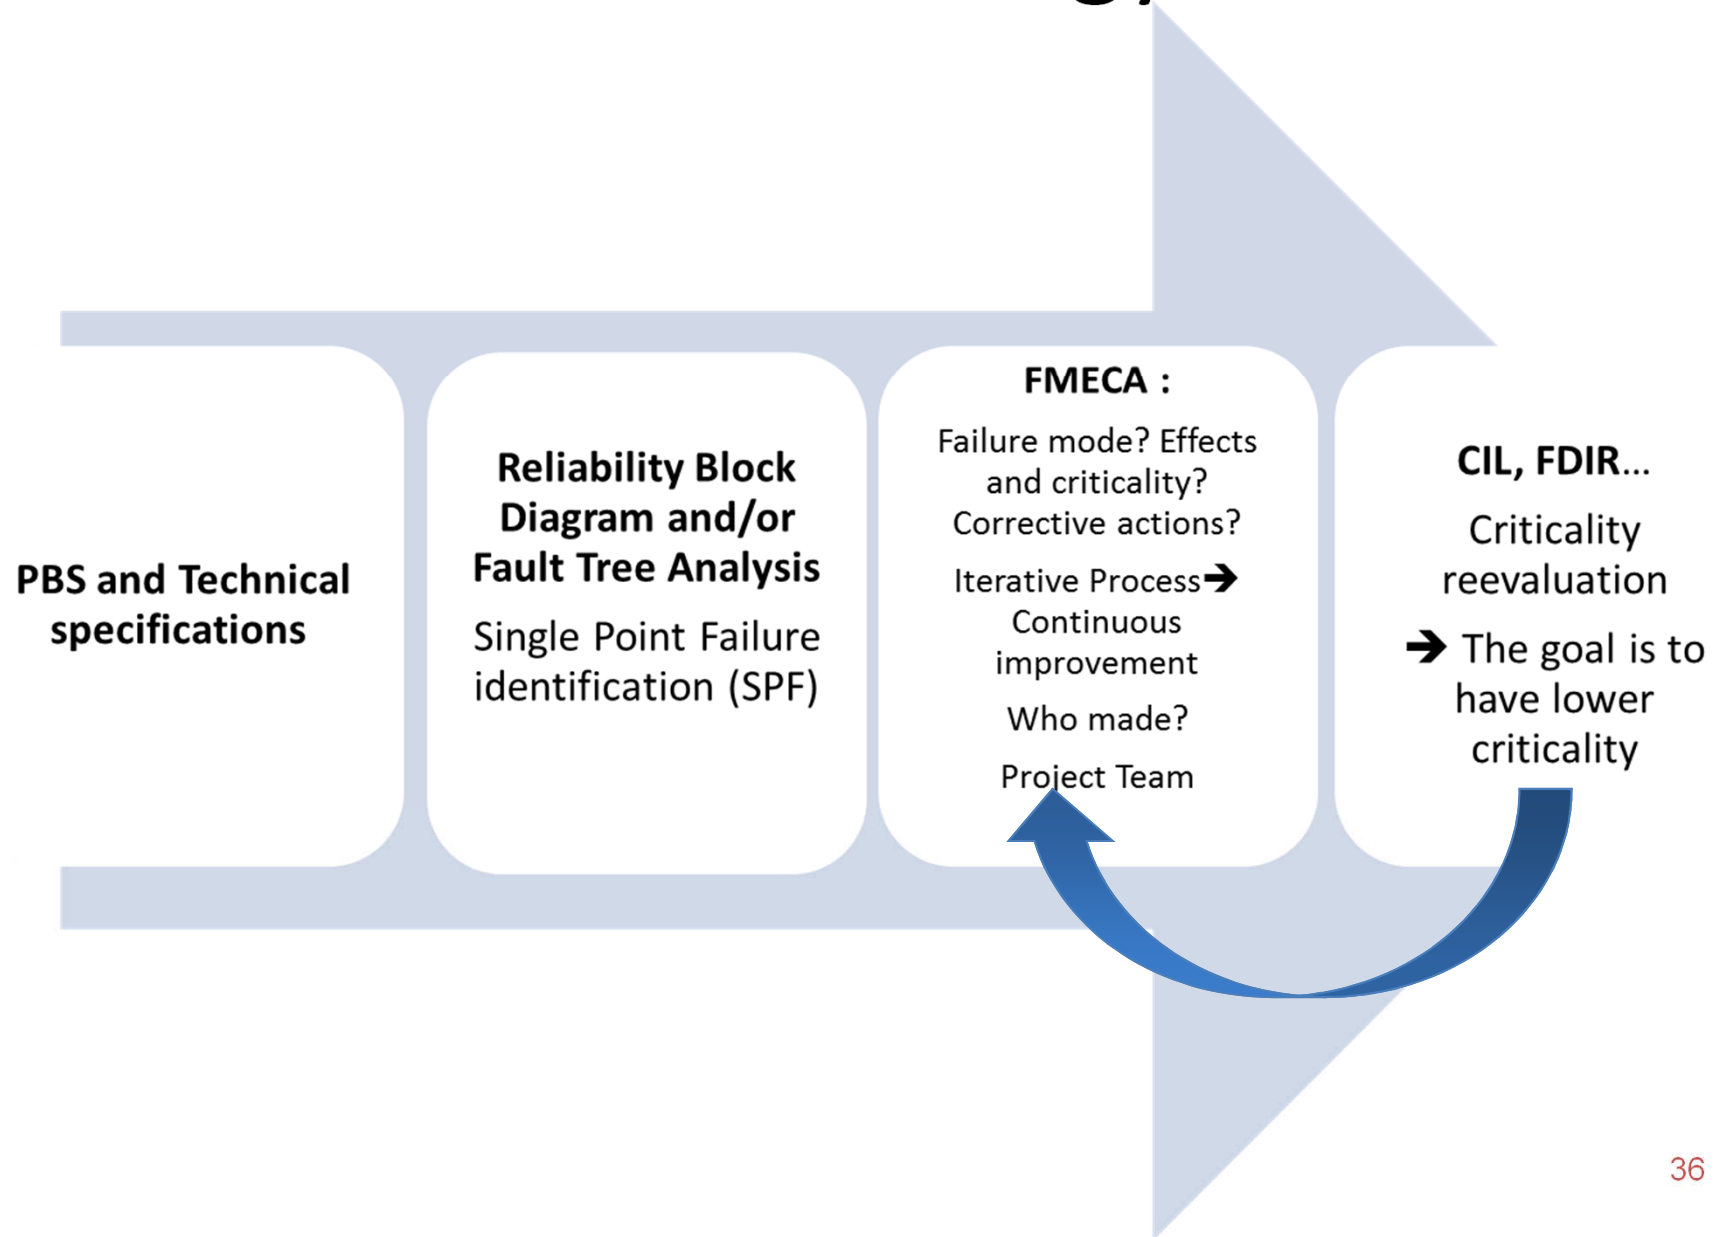 PBS and Technical
specifications
Reliability Block
Diagram and/or
Fault Tree Analysis
Single Point Failure
identification (SPF)
FMECA :
Failure mode? Effects
and criticality?
Corrective actions?
Iterative Process➔
Continuous
improvement
Who made?
Project Team
CIL, FDIR...
Criticality
reevaluation
➔ The goal is to
have lower
criticality
36